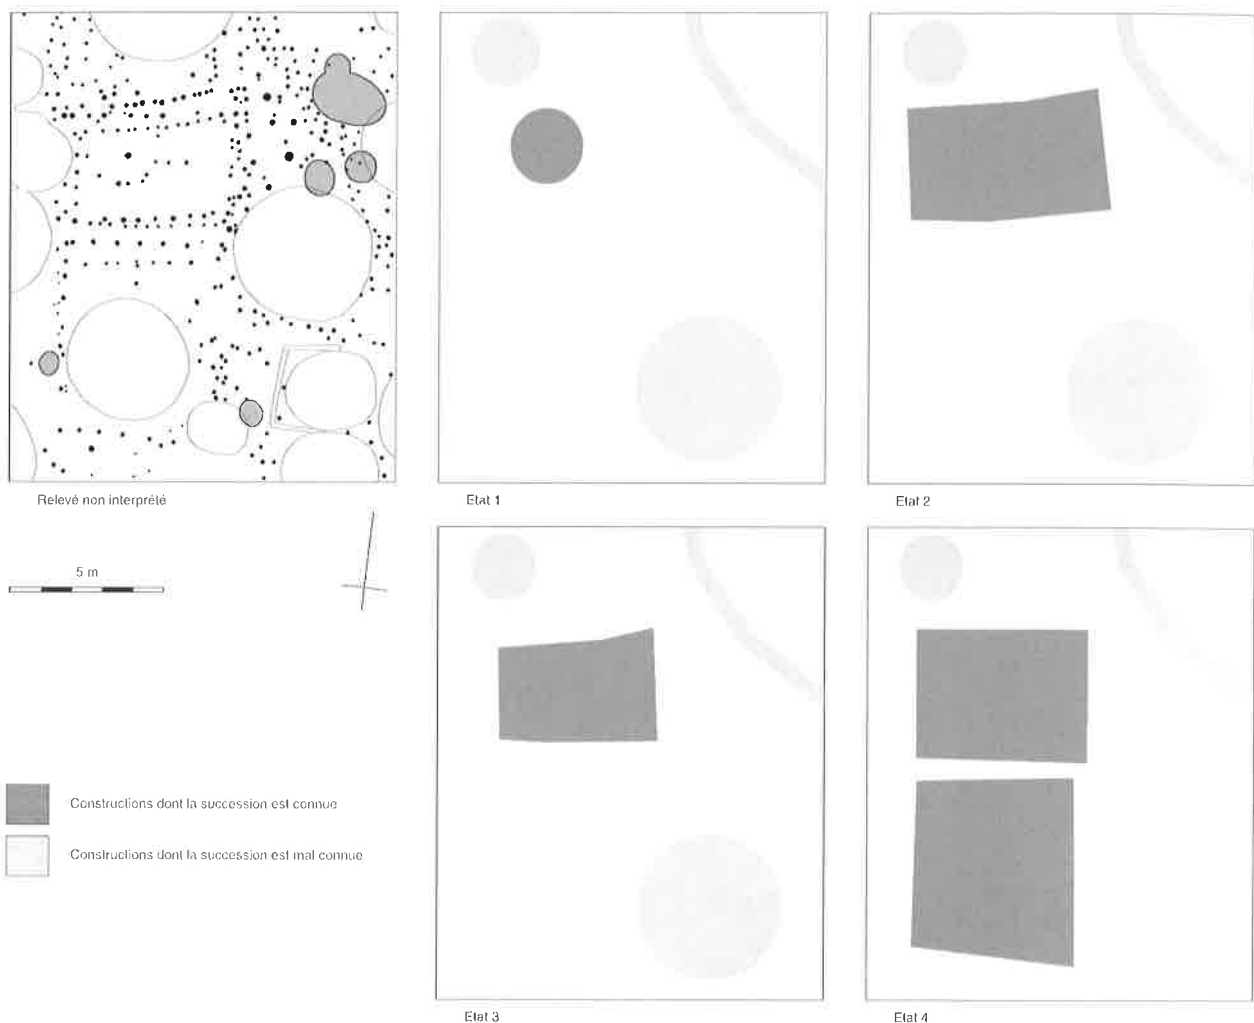 Relevé non interprété
Etat 1
Etat 2
5 m
Constructions dont la succession est connue
Constructions dont la succession est mal connue
Etat 3
Etat 4